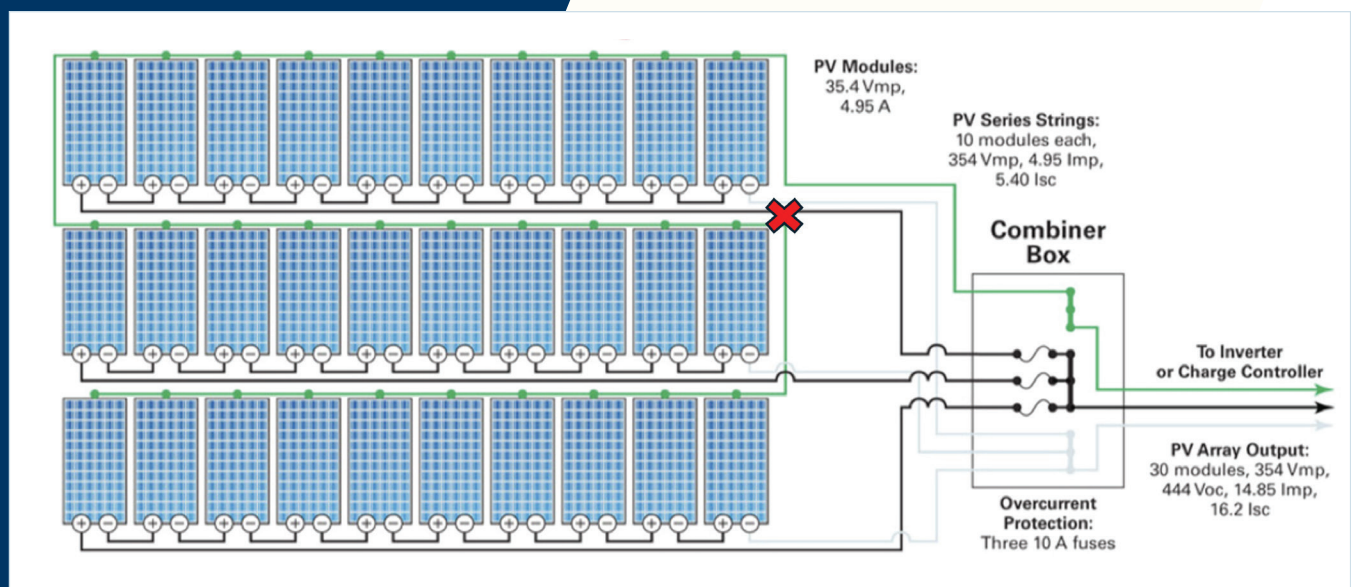 PV Modules:
35.4 Vmp,
4.95 A
PV Series Strings:
10 modules each,
354 Vmp, 4.95 Imp,
5.40 Isc
Combiner
Box
To Inverter
or Charge Controller
PV Array Output:
30 modules, 354 Vmp,
444 Voc, 14.85 Imp,
16.2 Isc
Overcurrent
Protection:
Three 10 A fuses